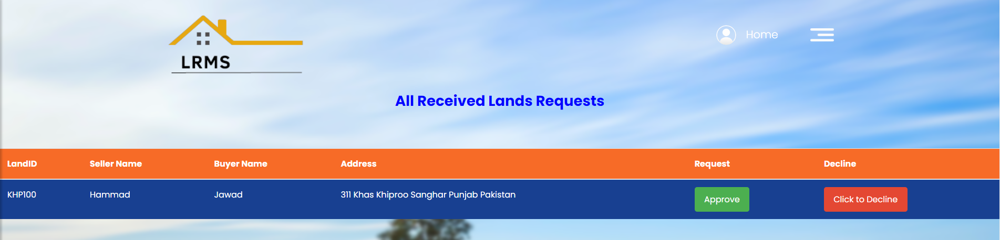 LRMS
Home
All Received Lands Requests
LandID Seller Name Buyer Name Address Request Decline
KHP100 Hammad Jawad 311 Khas Khiproo Sanghar Punjab Pakistan Approve Click to Decline